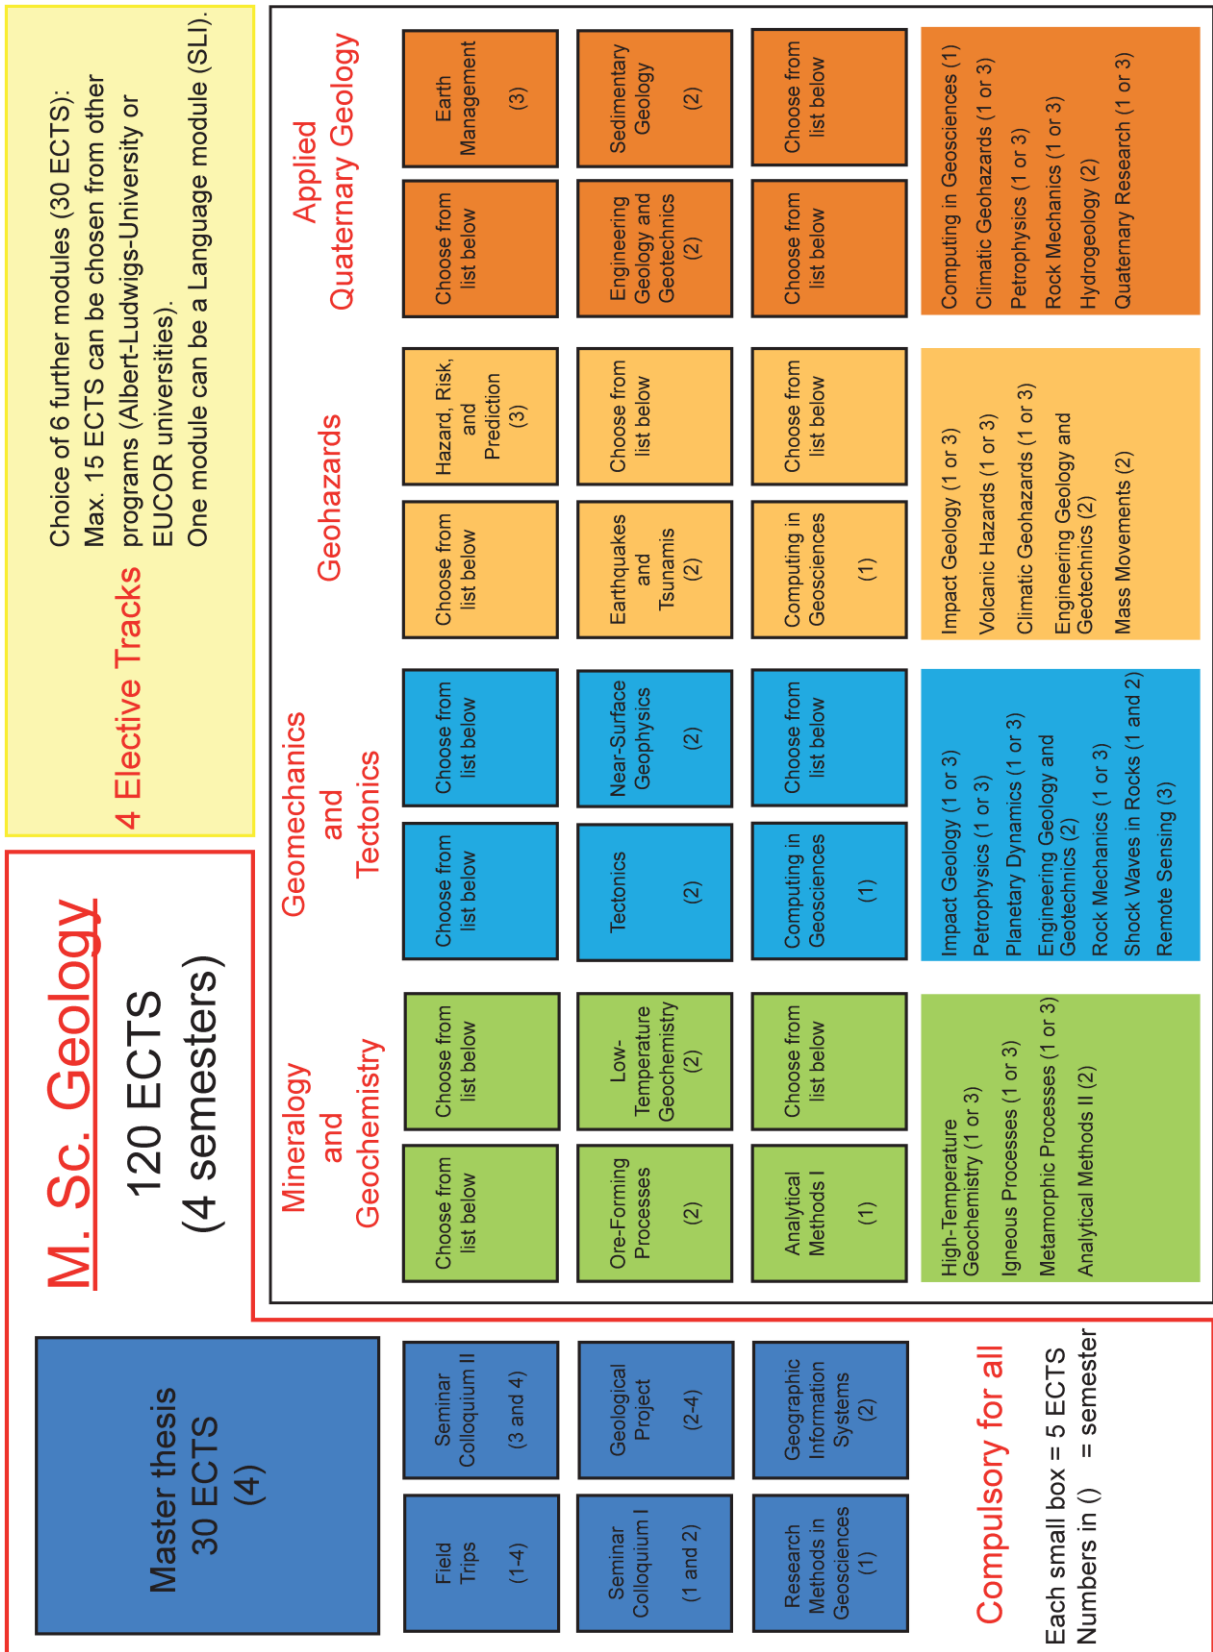 M. Sc. Geology
120 ECTS
(4 semesters)
4 Elective Tracks
Choice of 6 further modules (30 ECTS):
Max. 15 ECTS can be chosen from other
programs (Albert-Ludwigs-University or
EUCOR universities).
One module can be a Language module (SLI).
Master thesis
30 ECTS
(4)
Field
Trips
(1-4)
Seminar
Colloquium II
(3 and 4)
Seminar
Colloquium I
(1 and 2)
Geological
Project
(2-4)
Research
Methods in
Geosciences
(1)
Geographic
Information
Systems
(2)
Compulsory for all
Each small box = 5 ECTS
Numbers in () = semester
Mineralogy
and
Geochemistry
Choose from
list below
Choose from
list below
Ore-Forming
Processes
(2)
Low-
Temperature
Geochemistry
(2)
Analytical
Methods I
(1)
Choose from
list below
High-Temperature
Geochemistry (1 or 3)
Igneous Processes (1 or 3)
Metamorphic Processes (1 or 3)
Analytical Methods II (2)
Geomechanics
and
Tectonics
Choose from
list below
Choose from
list below
Tectonics
(2)
Near-Surface
Geophysics
(2)
Computing in
Geosciences
(1)
Choose from
list below
Impact Geology (1 or 3)
Petrophysics (1 or 3)
Planetary Dynamics (1 or 3)
Engineering Geology and
Geotechnics (2)
Rock Mechanics (1 or 3)
Shock Waves in Rocks (1 and 2)
Remote Sensing (3)
Geohazards
Choose from
list below
Hazard, Risk,
and
Prediction
(3)
Earthquakes
and
Tsunamis
(2)
Choose from
list below
Computing in
Geosciences
(1)
Choose from
list below
Impact Geology (1 or 3)
Volcanic Hazards (1 or 3)
Climatic Geohazards (1 or 3)
Engineering Geology and
Geotechnics (2)
Mass Movements (2)
Applied
Quaternary Geology
Choose from
list below
Earth
Management
(3)
Engineering
Geology and
Geotechnics
(2)
Sedimentary
Geology
(2)
Choose from
list below
Choose from
list below
Computing in Geosciences (1)
Climatic Geohazards (1 or 3)
Petrophysics (1 or 3)
Rock Mechanics (1 or 3)
Hydrogeology (2)
Quaternary Research (1 or 3)